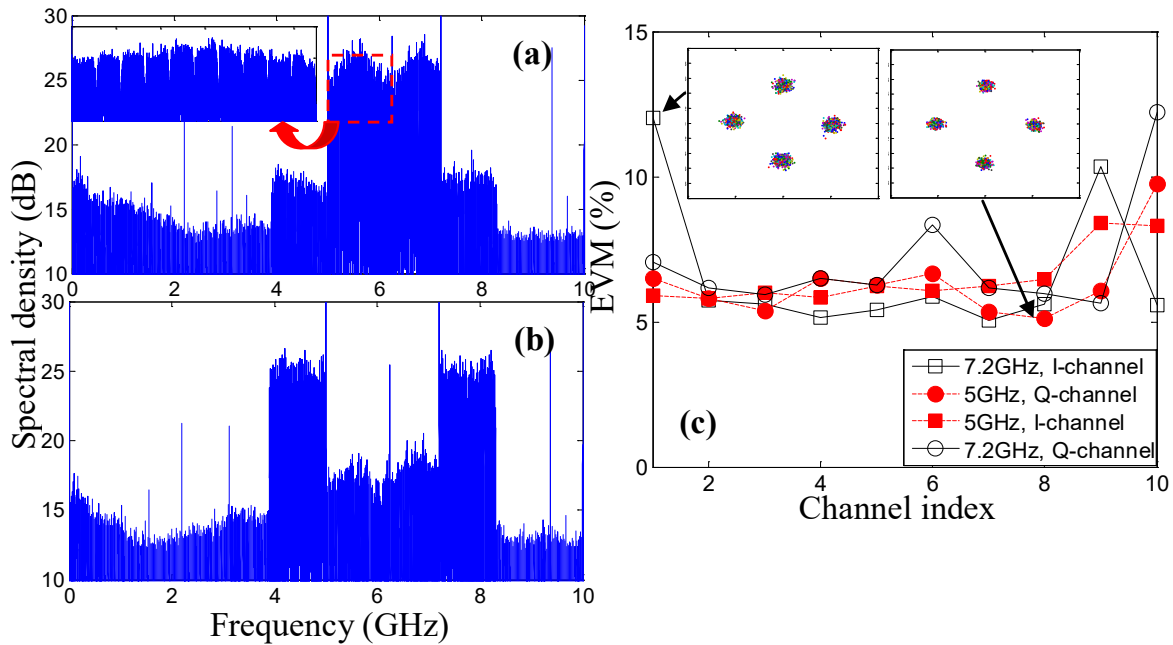 30
25
20
15
10
(a)
30
25
20
15
10
(b)
0
2
4
6
8
10
0
2
4
6
8
10
Spectral density (dB)
Frequency (GHz)
15
10
5
0
EVM (%)
7.2GHz, I-channel
5GHz, Q-channel
5GHz, I-channel
7.2GHz, Q-channel
(c)
2
4
6
8
10
Channel index